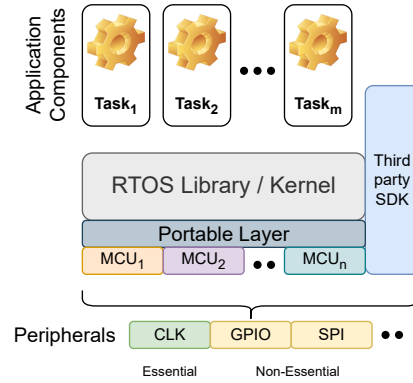 Application
Components
Task1
Task2
Taskm
Third
party
SDK
RTOS Library / Kernel
Portable Layer
MCU1
MCU2
MCUn
Peripherals
CLK
GPIO
SPI
Essential
Non-Essential